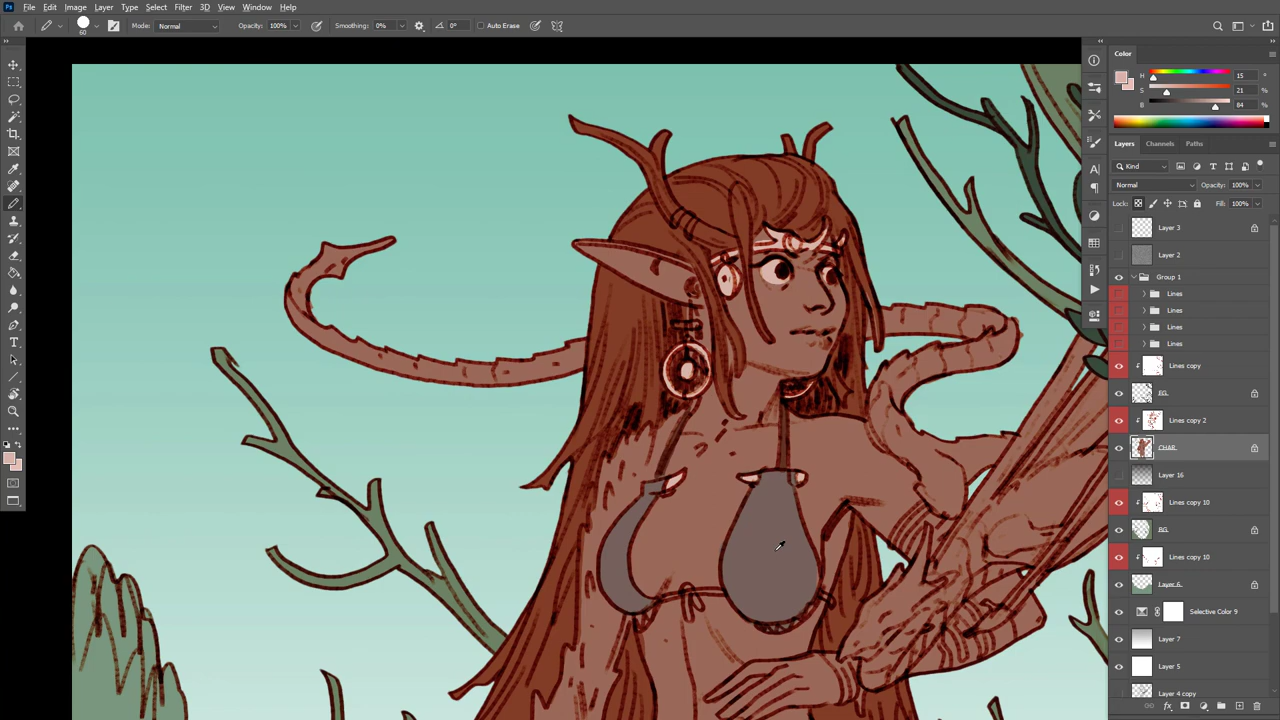 Ps File Edit Image Layer Type Select Filter 3D View Window Help
60 Mode: Normal Opacity: 100% Smoothing: 0% 0° Auto Erase
Color
H 15 °
S 21 %
B 84 %
Layers Channels Paths
Kind
Normal Opacity: 100%
Lock: Fill: 100%
Layer 3
Layer 2
Group 1
Lines
Lines
Lines
Lines
Lines copy
FG
Lines copy 2
CHAR
Layer 16
Lines copy 10
BG
Lines copy 10
Layer 6
Selective Color 9
Layer 7
Layer 5
Layer 4 copy